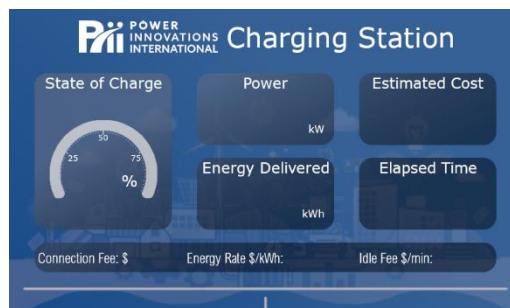 Pii POWER INNOVATIONS INTERNATIONAL Charging Station
State of Charge
Power
Estimated Cost
50
25
75
%
kW
Energy Delivered
Elapsed Time
kWh
Connection Fee: $
Energy Rate $/kWh:
Idle Fee $/min: